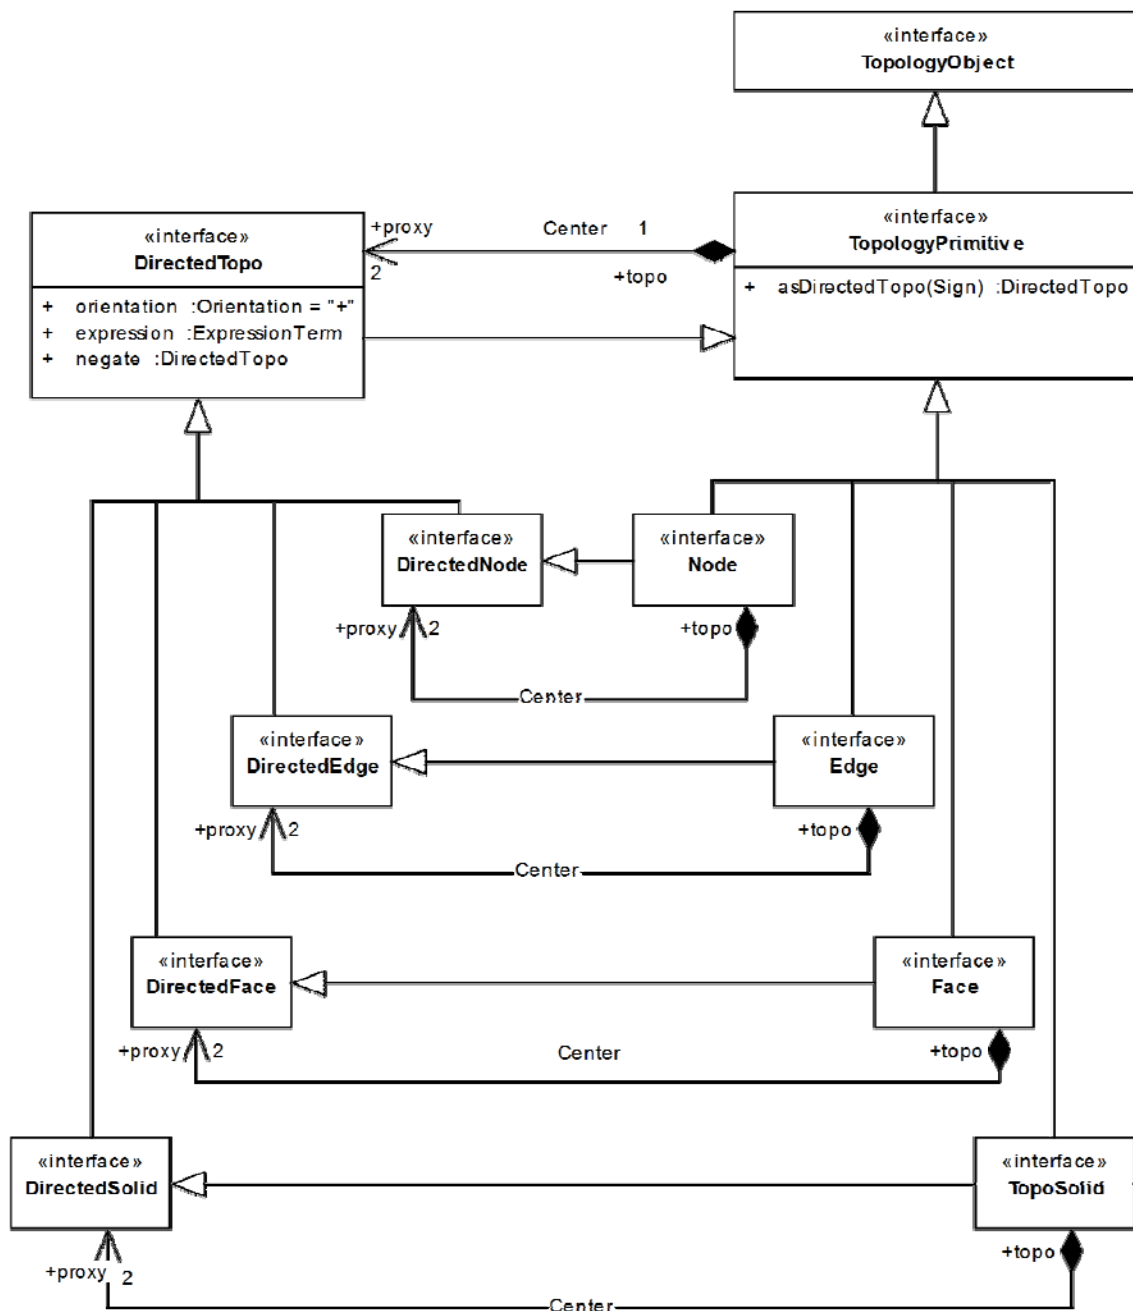 «interface»
TopologyObject
«interface»
DirectedTopo
+ orientation :Orientation = "+"
+ expression :ExpressionTerm
+ negate :DirectedTopo
+proxy
2
Center 1
+topo
«interface»
TopologyPrimitive
+ asDirectedTopo(Sign) :DirectedTopo
«interface»
DirectedNode
«interface»
Node
+proxy 2
+topo
Center
«interface»
DirectedEdge
«interface»
Edge
+proxy 2
+topo
Center
«interface»
DirectedFace
«interface»
Face
+proxy 2
Center
+topo
«interface»
DirectedSolid
«interface»
TopoSolid
+proxy 2
+topo
Center